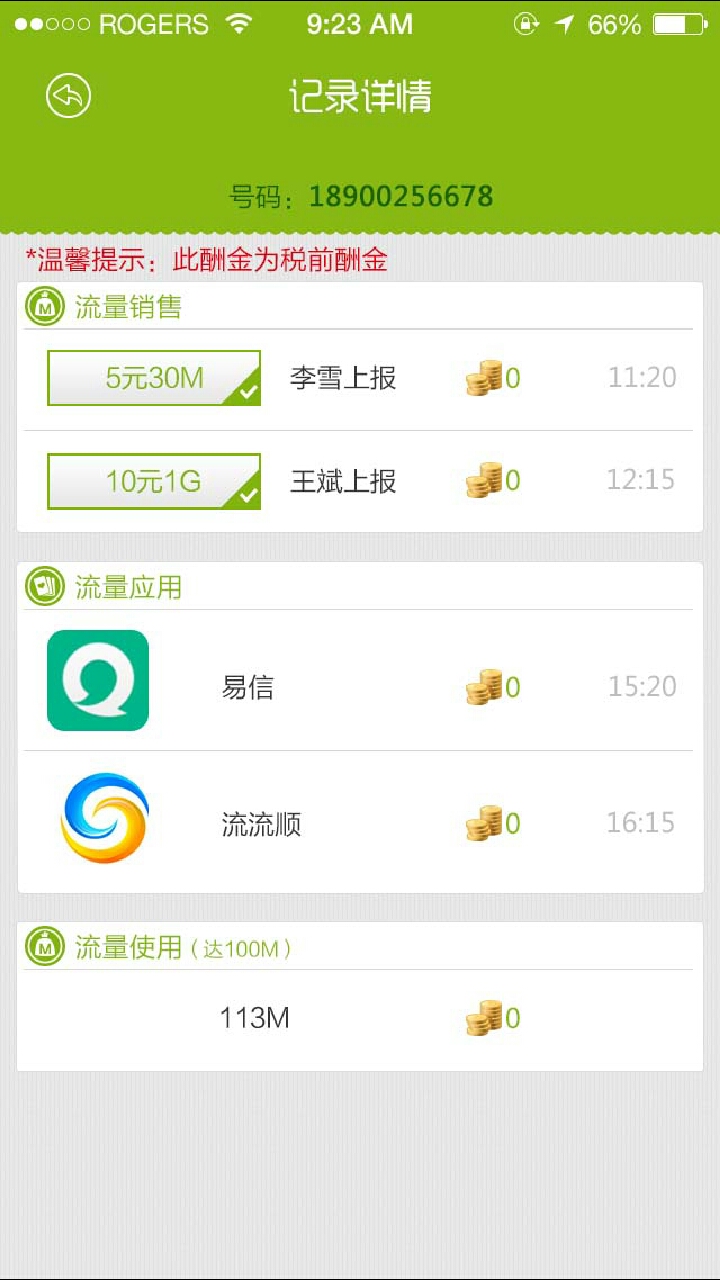 ROGERS 9:23 AM 66%
记录详情
号码：18900256678
*温馨提示：此酬金为税前酬金
M 流量销售
5元30M 李雪上报 0 11:20
10元1G 王斌上报 0 12:15
流量应用
易信 0 15:20
流流顺 0 16:15
M 流量使用（达100M）
113M 0